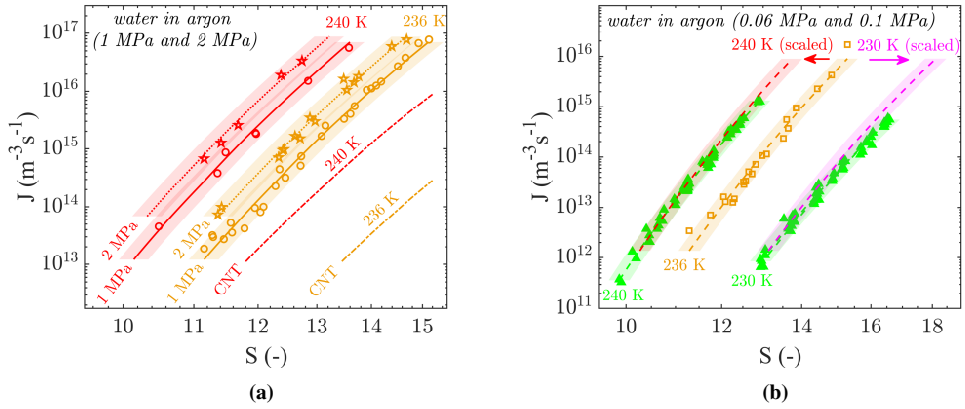 water in argon
(1 MPa and 2 MPa)
240 K
236 K
10^17
10^16
10^15
10^14
10^13
J (m^-3 s^-1)
240 K
236 K
2 MPa
1 MPa
2 MPa
1 MPa
CNT
CNT
10 11 12 13 14 15
S (-)
(a)
water in argon (0.06 MPa and 0.1 MPa)
240 K (scaled)
230 K (scaled)
10^16
10^15
10^14
10^13
10^12
10^11
J (m^-3 s^-1)
240 K
236 K
230 K
10 12 14 16 18
S (-)
(b)